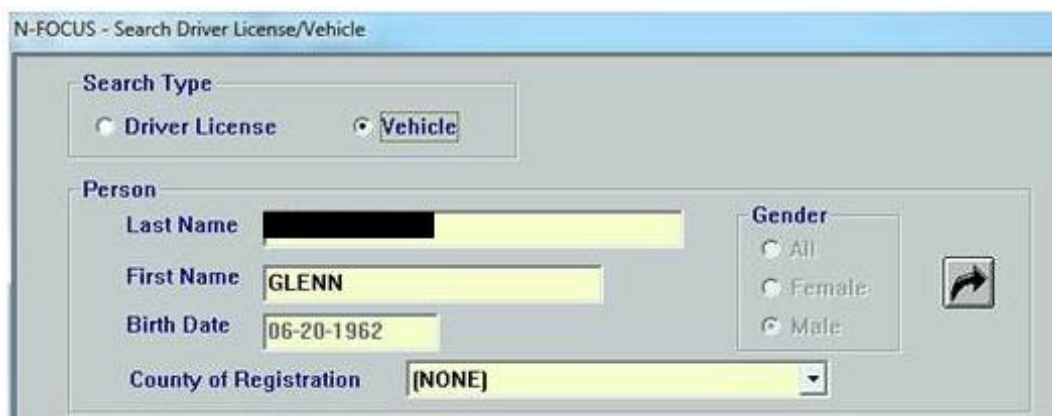 N-FOCUS - Search Driver License/Vehicle
Search Type
Driver License Vehicle
Person
Last Name
Gender
All
First Name GLENN
Female
Birth Date 06-20-1962
Male
County of Registration (NONE)